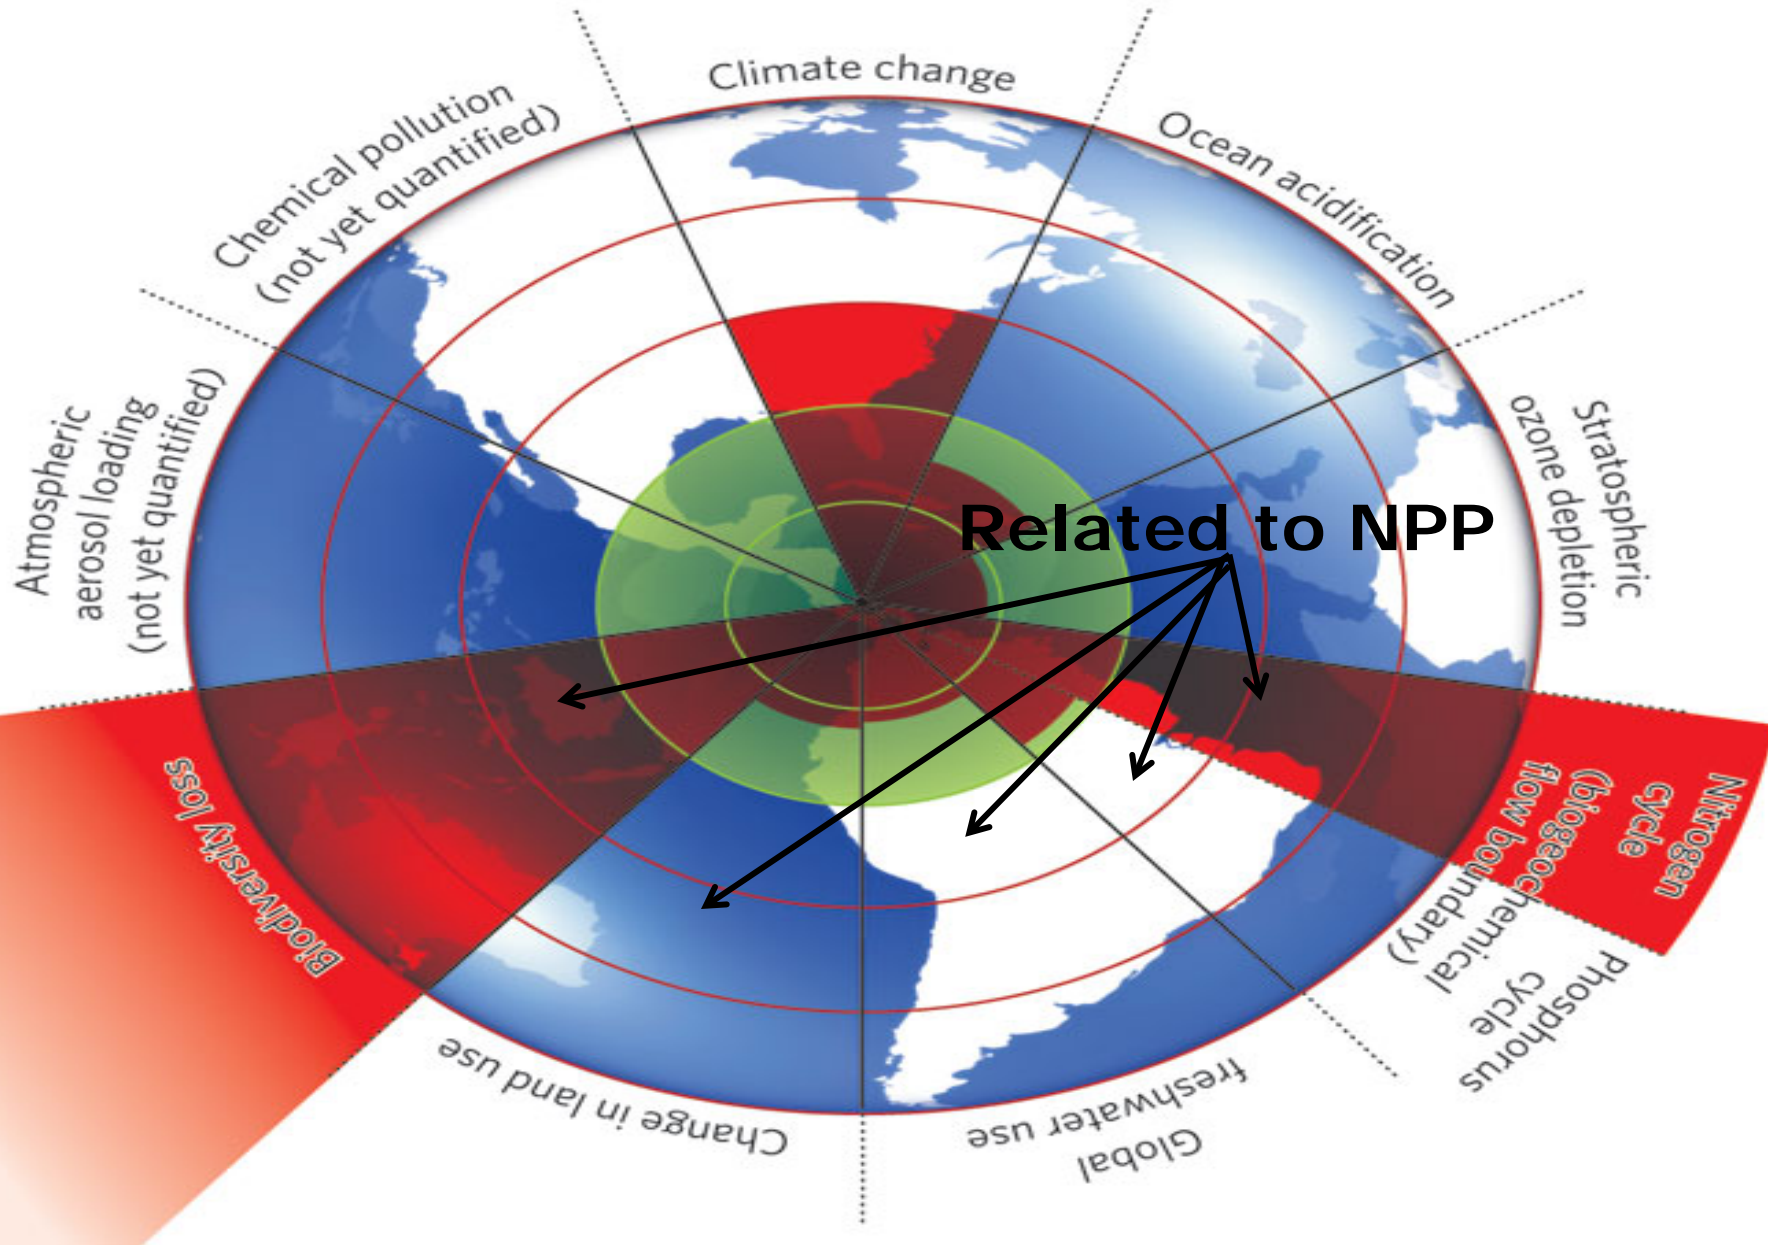 Climate change
Ocean acidification
Stratospheric
ozone depletion
Nitrogen
cycle
(biogeochemical
flow boundary)
Phosphorus
cycle
Global
freshwater use
Change in land use
Biodiversity loss
Atmospheric
aerosol loading
(not yet quantified)
Chemical pollution
(not yet quantified)
Related to NPP